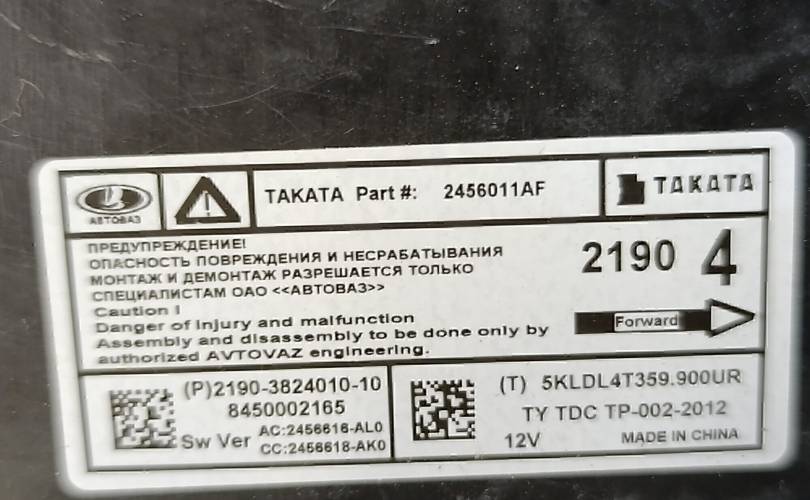 АВТОВАЗ
TAKATA Part #: 2456011AF
TAKATA
ПРЕДУПРЕЖДЕНИЕ!
ОПАСНОСТЬ ПОВРЕЖДЕНИЯ И НЕСРАБАТЫВАНИЯ
МОНТАЖ И ДЕМОНТАЖ РАЗРЕШАЕТСЯ ТОЛЬКО
СПЕЦИАЛИСТАМ ОАО <<АВТОВАЗ>>
Caution !
Danger of injury and malfunction
Assembly and disassembly to be done only by
authorized AVTOVAZ engineering.
2190 4
Forward
(P)2190-3824010-10
8450002165
Sw Ver
AC:2456616-AL0
CC:2456618-AK0
(T) 5KLDL4T359.900UR
TY TDC TP-002-2012
12V MADE IN CHINA